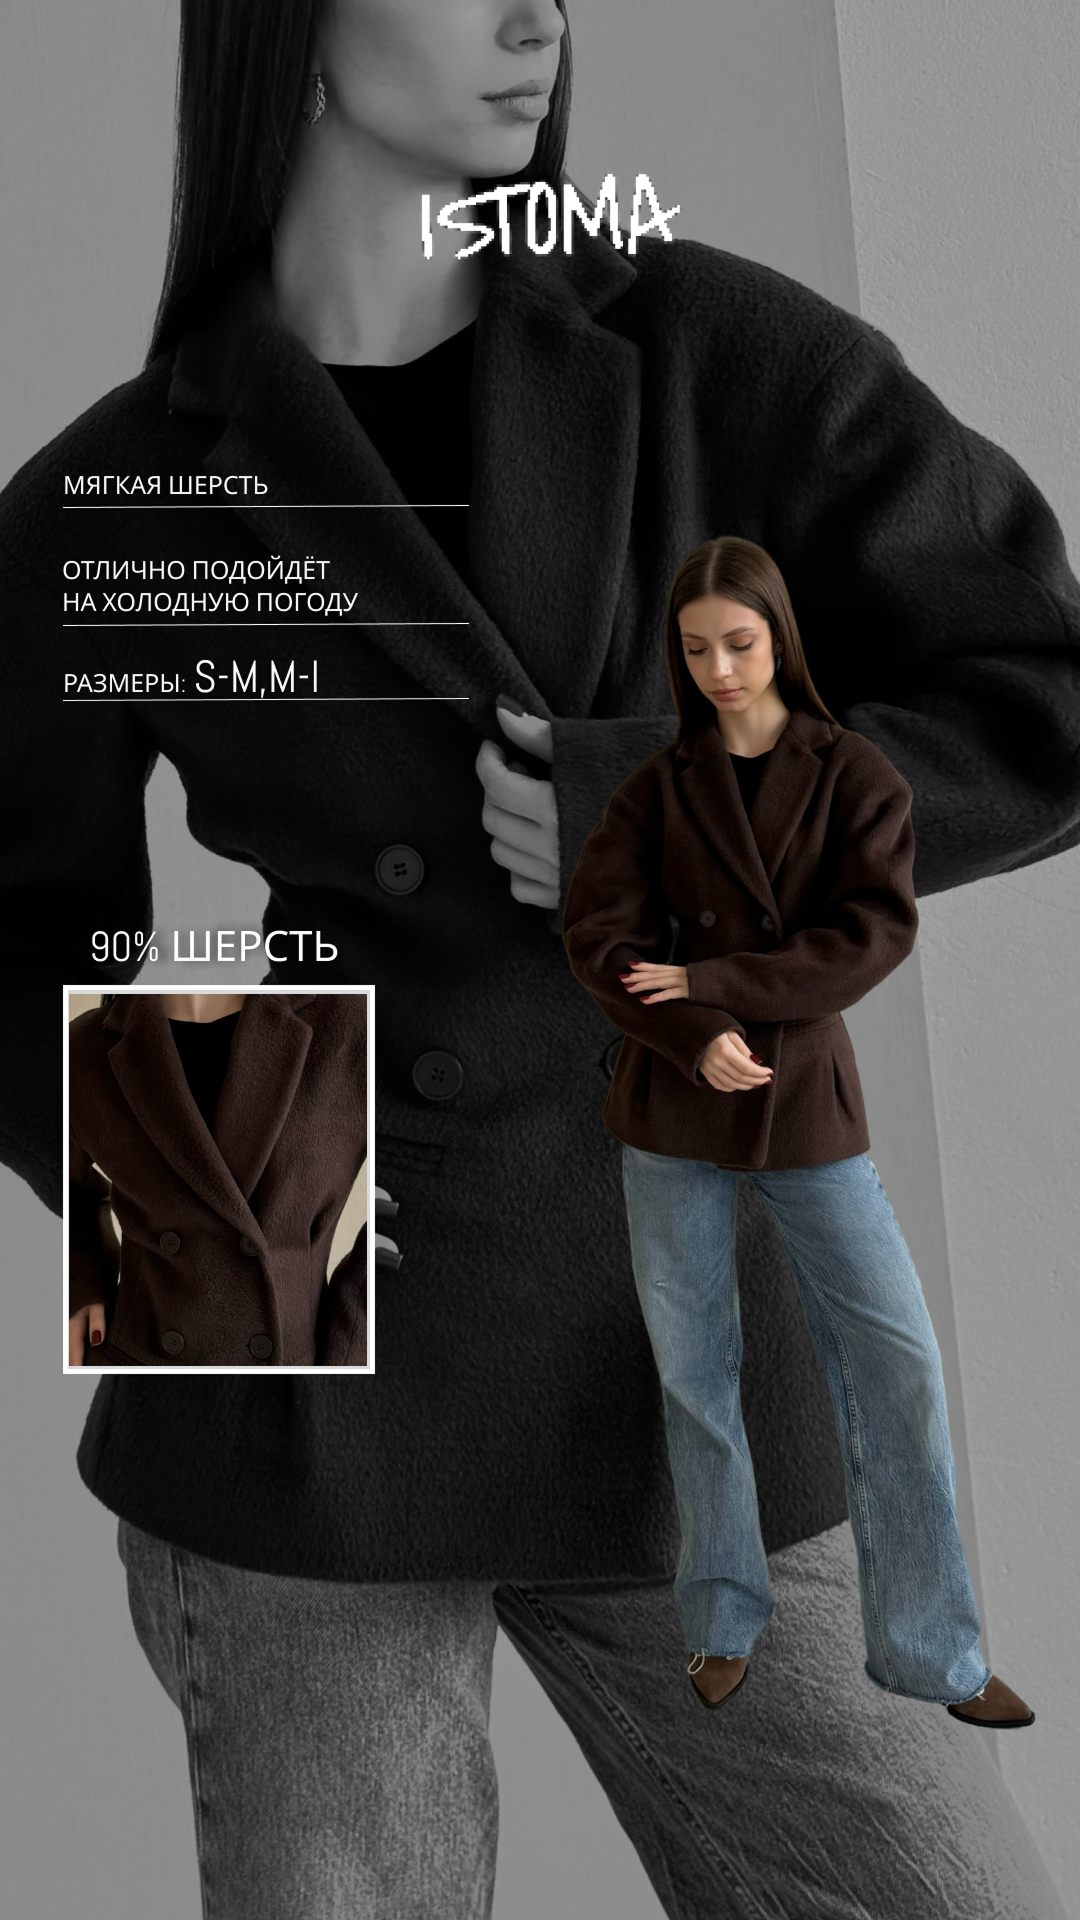 ISTOMA
МЯГКАЯ ШЕРСТЬ
ОТЛИЧНО ПОДОЙДЁТ
НА ХОЛОДНУЮ ПОГОДУ
РАЗМЕРЫ: S-M,M-l
90% ШЕРСТЬ